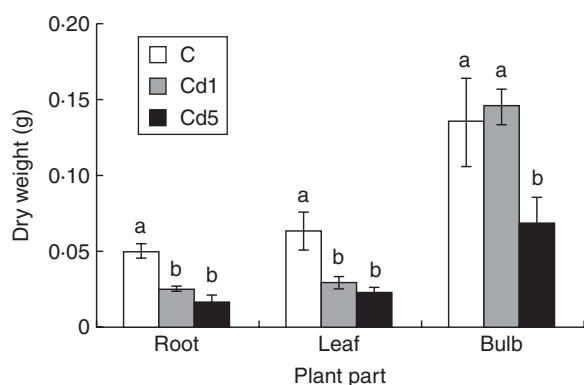 0·20
0·15
0·10
0·05
0
Dry weight (g)
C
Cd1
Cd5
a
b
b
a
b
b
a
a
b
Root
Leaf
Bulb
Plant part